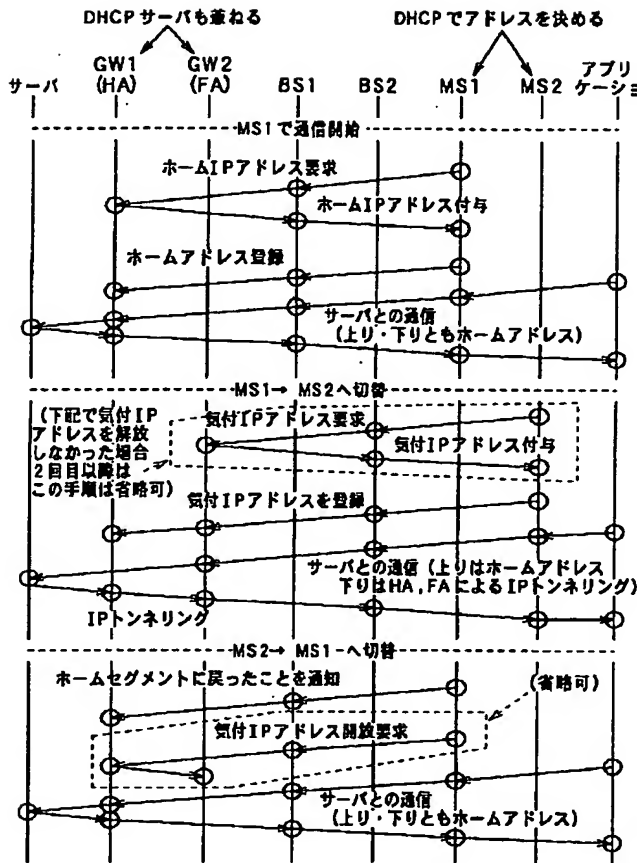 DHCPサーバも兼ねる
DHCPでアドレスを決める
サーバ
GW1
(HA)
GW2
(FA)
BS1
BS2
MS1
MS2
アプリ
ケーショ
MS1で通信開始
ホームIPアドレス要求
ホームIPアドレス付与
ホームアドレス登録
サーバとの通信
(上り・下りともホームアドレス)
MS1→ MS2へ切替
(下記で気付IP
アドレスを解放
しなかった場合
2回目以降は
この手順は省略可)
気付IPアドレス要求
気付IPアドレス付与
気付IPアドレスを登録
サーバとの通信(上りはホームアドレス
下りはHA,FAによるIPトンネリング)
IPトンネリング
MS2→ MS1へ切替
ホームセグメントに戻ったことを通知
(省略可)
気付IPアドレス開放要求
サーバとの通信
(上り・下りともホームアドレス)